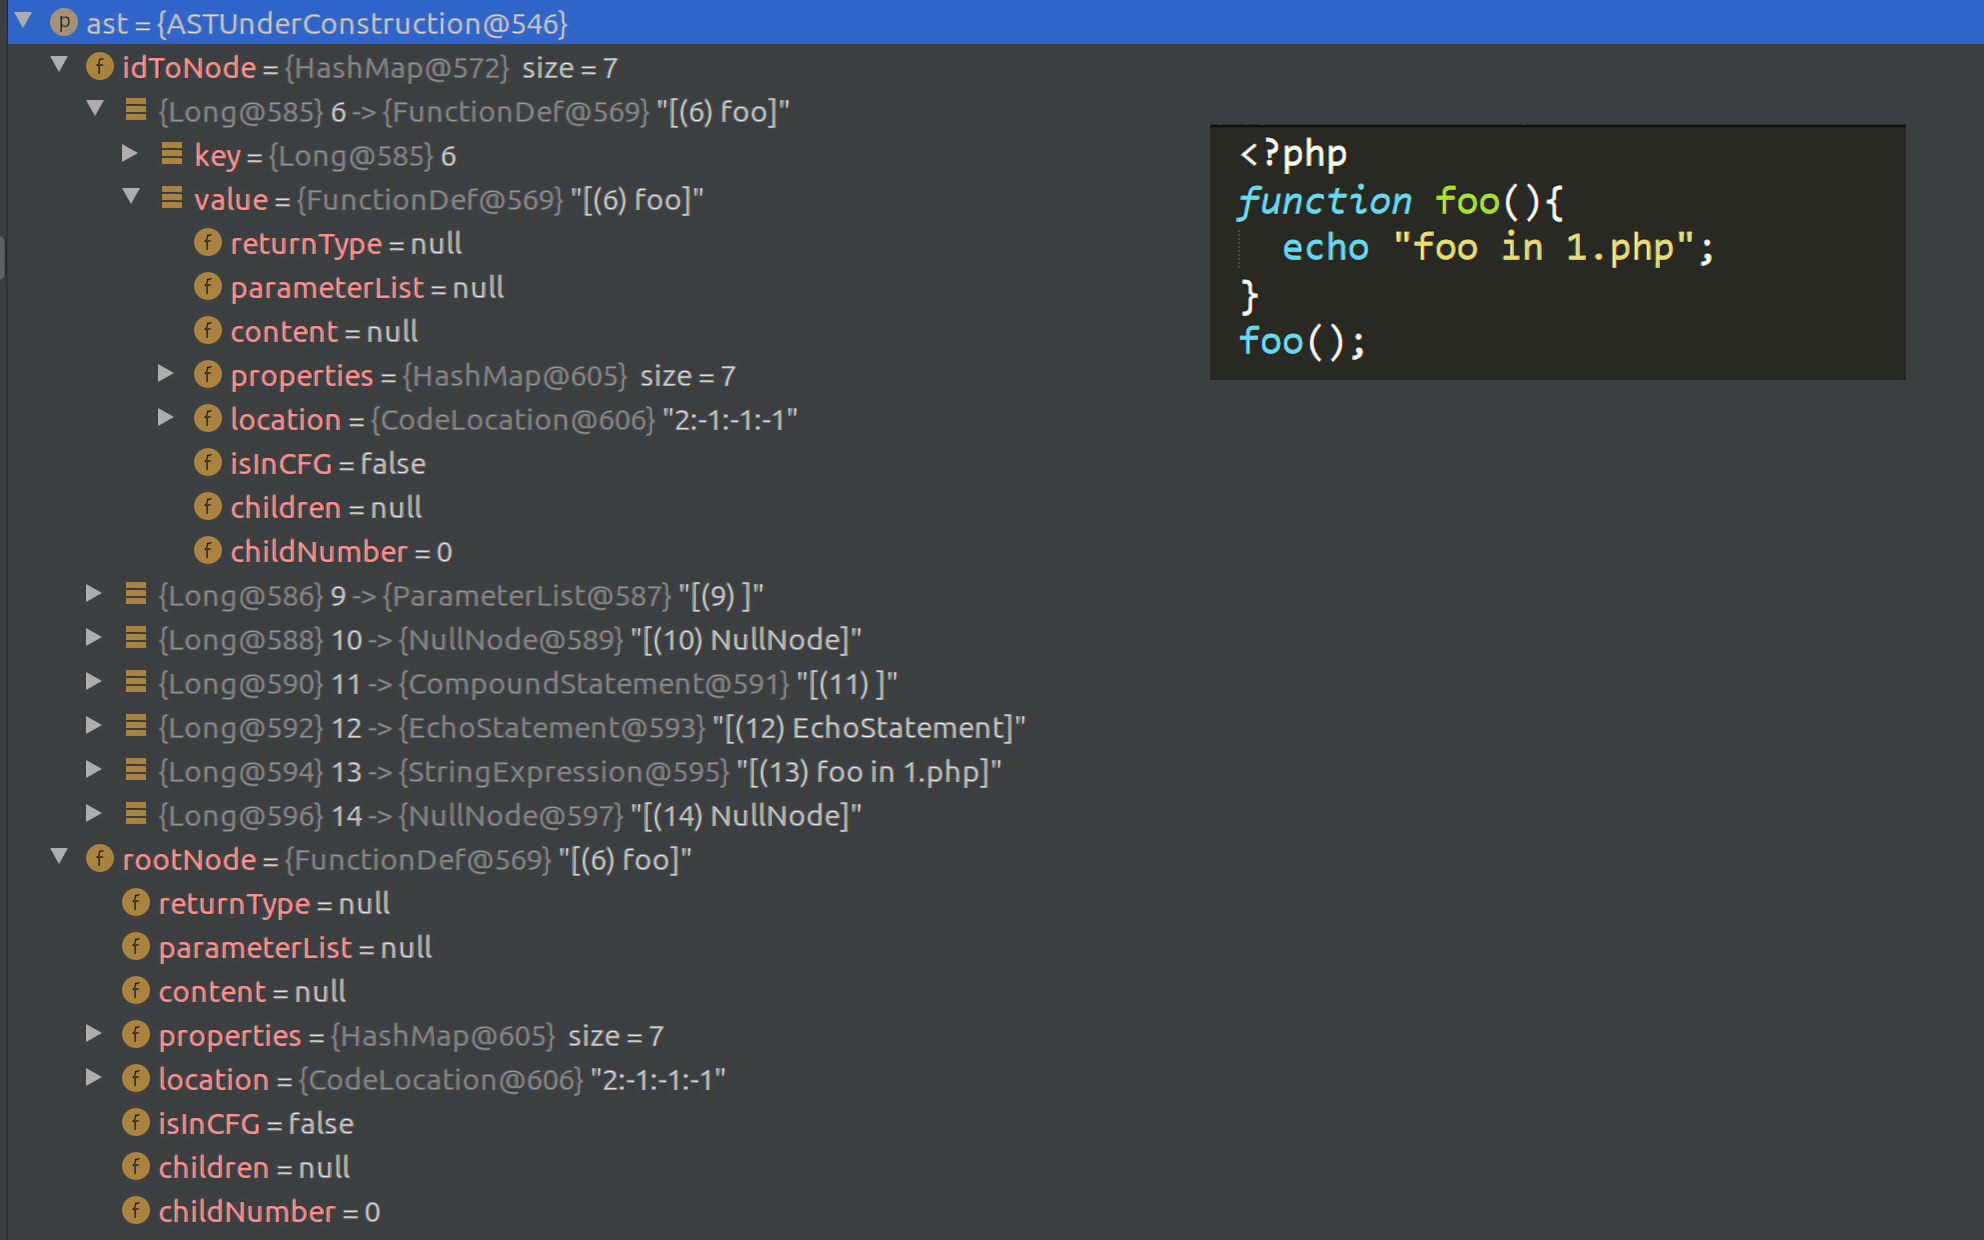 p ast = {ASTUnderConstruction@546}
f idToNode = {HashMap@572} size = 7
{Long@585} 6 -> {FunctionDef@569} "[(6) foo]"
key = {Long@585} 6
value = {FunctionDef@569} "[(6) foo]"
f returnType = null
f parameterList = null
f content = null
f properties = {HashMap@605} size = 7
f location = {CodeLocation@606} "2:-1:-1:-1"
f isInCFG = false
f children = null
f childNumber = 0
{Long@586} 9 -> {ParameterList@587} "[(9) ]"
{Long@588} 10 -> {NullNode@589} "[(10) NullNode]"
{Long@590} 11 -> {CompoundStatement@591} "[(11) ]"
{Long@592} 12 -> {EchoStatement@593} "[(12) EchoStatement]"
{Long@594} 13 -> {StringExpression@595} "[(13) foo in 1.php]"
{Long@596} 14 -> {NullNode@597} "[(14) NullNode]"
f rootNode = {FunctionDef@569} "[(6) foo]"
f returnType = null
f parameterList = null
f content = null
f properties = {HashMap@605} size = 7
f location = {CodeLocation@606} "2:-1:-1:-1"
f isInCFG = false
f children = null
f childNumber = 0
<?php
function foo(){
echo "foo in 1.php";
}
foo();